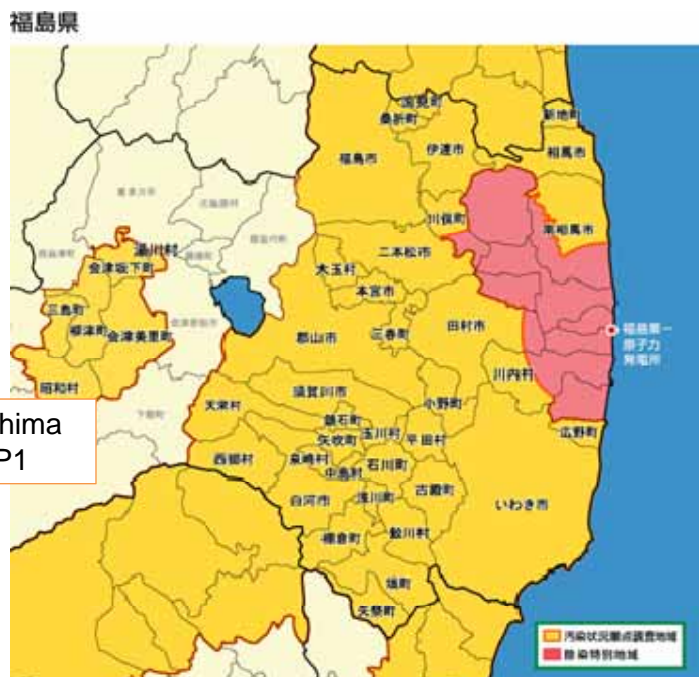 福島県
国見町
桑折町
新地町
伊達市
相馬市
福島市
川俣町
南相馬市
二本松市
湯川村
会津坂下町
大玉村
本宮市
三島町
柳津町
会津美里町
三春町
田村市
郡山市
福島第一
原子力
発電所
川内村
昭和村
天栄村
須賀川市
小野町
hima
P1
鏡石町
矢吹町
玉川村
平田村
広野町
西郷村
泉崎村
中島村
石川町
白河市
浅川町
古殿町
いわき市
棚倉町
鮫川村
塙町
矢祭町
汚染状況重点調査地域
除染特別地域